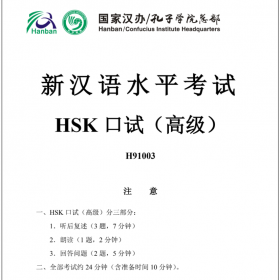 Hanban
国家汉办/孔子学院总部
Hanban/Confucius Institute Headquarters
新汉语水平考试
HSK 口试（高级）
H91003
注 意
一、HSK 口试（高级）分三部分：
1．听后复述（3 题，7 分钟）
2．朗读（1 题，2 分钟）
3．回答问题（2 题，5 分钟）
二、全部考试约 24 分钟（含准备时间 10 分钟）。